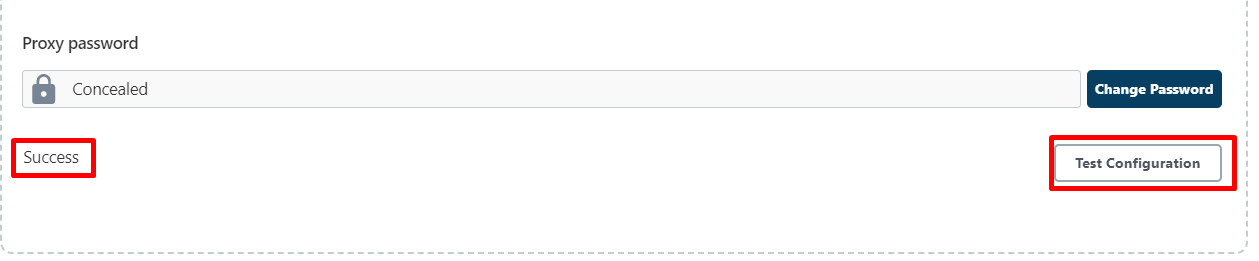 Proxy password
Concealed
Change Password
Success
Test Configuration